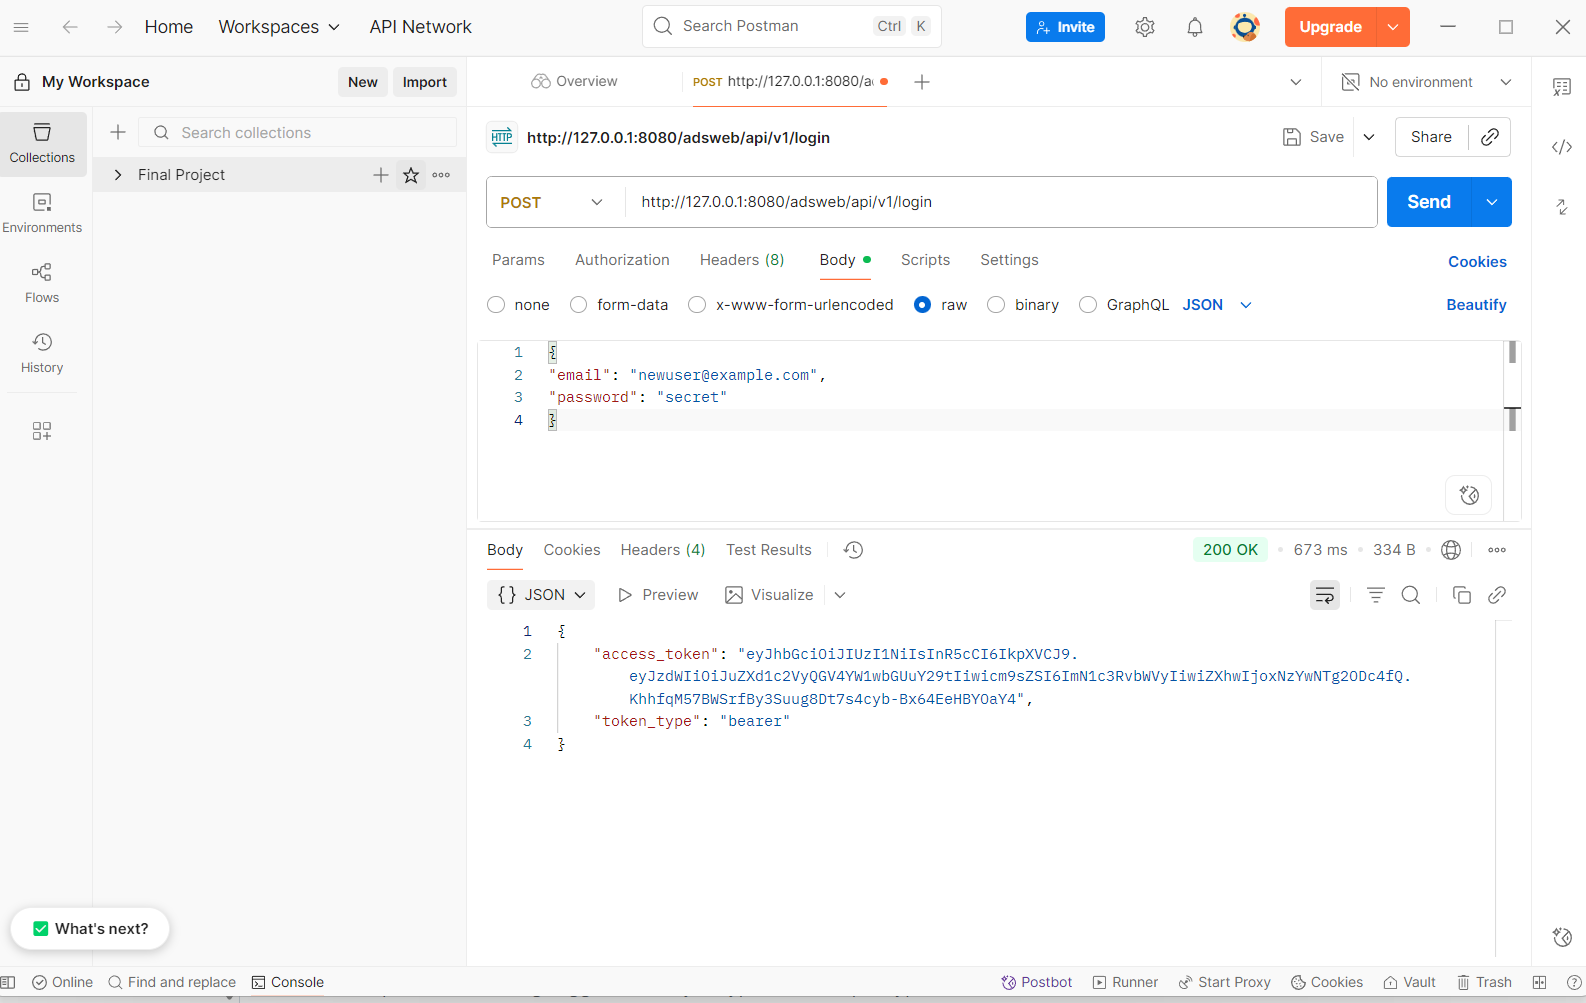 Home Workspaces API Network Search Postman Ctrl K Invite Upgrade
My Workspace New Import Overview POST http://127.0.0.1:8080/a No environment
Collections
Environments
Flows
History
Search collections
Final Project
HTTP http://127.0.0.1:8080/adsweb/api/v1/login Save Share
POST http://127.0.0.1:8080/adsweb/api/v1/login Send
Params Authorization Headers (8) Body Scripts Settings Cookies
none form-data x-www-form-urlencoded raw binary GraphQL JSON Beautify
1 {
2 "email": "newuser@example.com",
3 "password": "secret"
4 }
Body Cookies Headers (4) Test Results 200 OK 673 ms 334 B
{} JSON Preview Visualize
1 {
2 "access_token": "eyJhbGciOiJIUzI1NiIsInR5cCI6IkpXVCJ9.
eyJzdWIiOiJuZXd1c2VyQGV4YW1wbGUuY29tIiwicm9sZSI6ImN1c3RvbWVyIiwiZXhwIjoxNzYwNTg2ODc4fQ.
KhhfqM57BWSrfBy3Suug8Dt7s4cyb-Bx64EeHBYOaY4",
3 "token_type": "bearer"
4 }
What's next?
Online Find and replace Console Postbot Runner Start Proxy Cookies Vault Trash